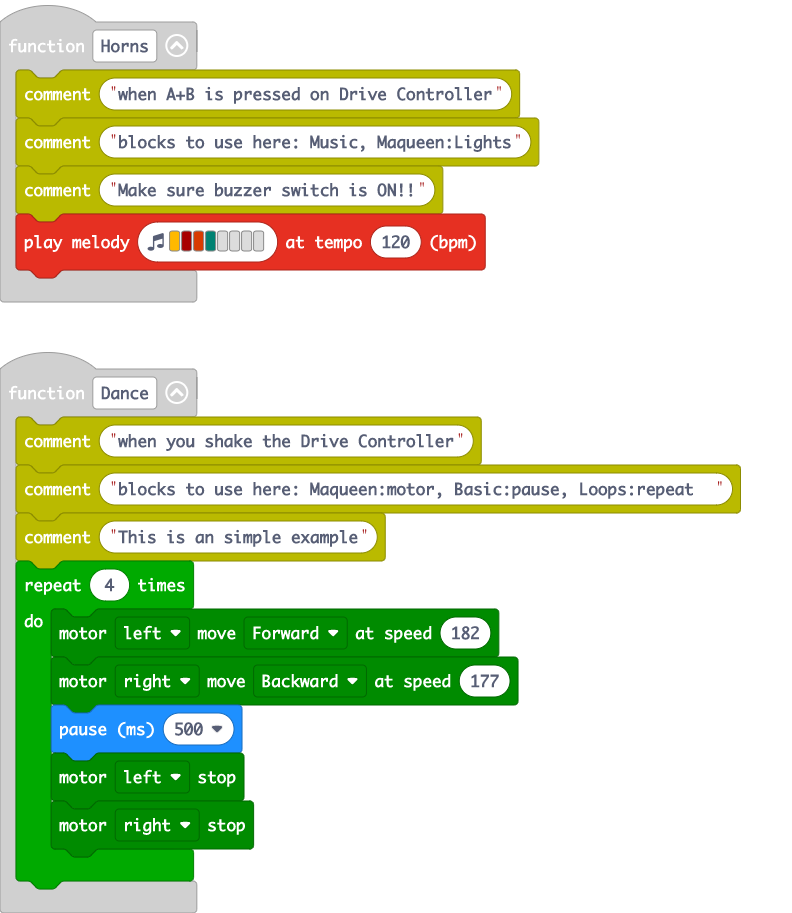 function Horns
comment "when A+B is pressed on Drive Controller"
comment "blocks to use here: Music, Maqueen:Lights"
comment "Make sure buzzer switch is ON!!"
play melody at tempo 120 (bpm)
function Dance
comment "when you shake the Drive Controller"
comment "blocks to use here: Maqueen:motor, Basic:pause, Loops:repeat "
comment "This is an simple example"
repeat 4 times
do
motor left move Forward at speed 182
motor right move Backward at speed 177
pause (ms) 500
motor left stop
motor right stop